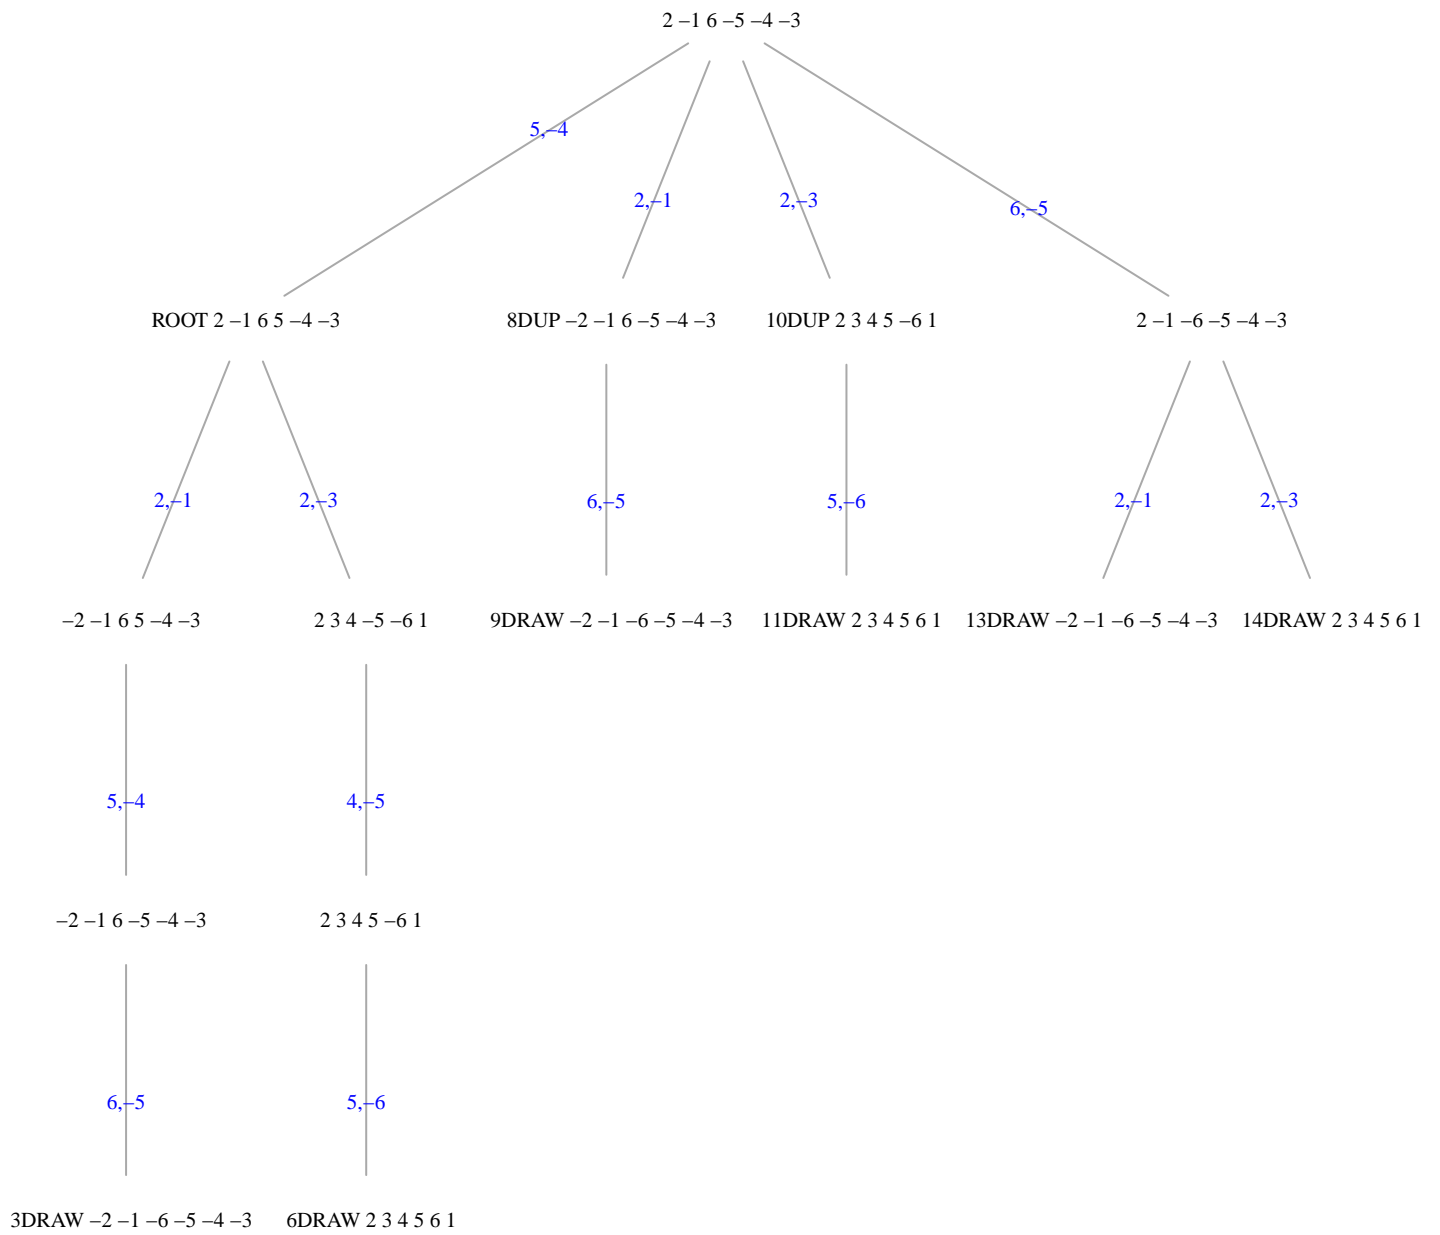 2 –1 6 –5 –4 –3
5,–4
2,–1
2,–3
6,–5
ROOT 2 –1 6 5 –4 –3
8DUP –2 –1 6 –5 –4 –3
10DUP 2 3 4 5 –6 1
2 –1 –6 –5 –4 –3
2,–1
2,–3
6,–5
5,–6
2,–1
2,–3
–2 –1 6 5 –4 –3
2 3 4 –5 –6 1
9DRAW –2 –1 –6 –5 –4 –3
11DRAW 2 3 4 5 6 1
13DRAW –2 –1 –6 –5 –4 –3
14DRAW 2 3 4 5 6 1
5,–4
4,–5
–2 –1 6 –5 –4 –3
2 3 4 5 –6 1
6,–5
5,–6
3DRAW –2 –1 –6 –5 –4 –3
6DRAW 2 3 4 5 6 1